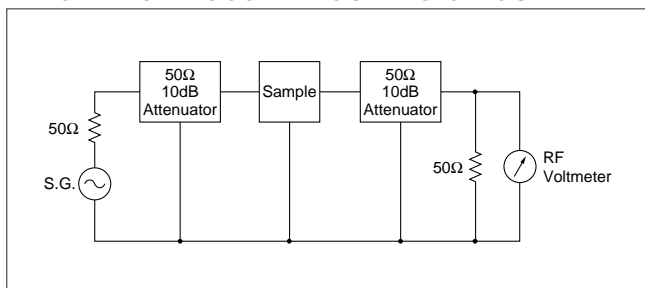 50Ω
10dB
Attenuator
Sample
50Ω
10dB
Attenuator
50Ω
S.G.
50Ω
RF
Voltmeter